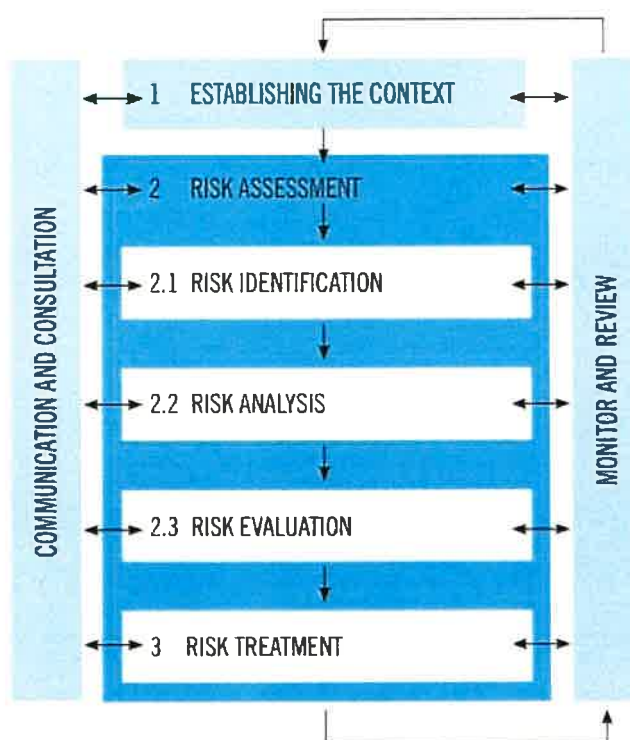 1 ESTABLISHING THE CONTEXT
2 RISK ASSESSMENT
2.1 RISK IDENTIFICATION
2.2 RISK ANALYSIS
2.3 RISK EVALUATION
3 RISK TREATMENT
COMMUNICATION AND CONSULTATION
MONITOR AND REVIEW